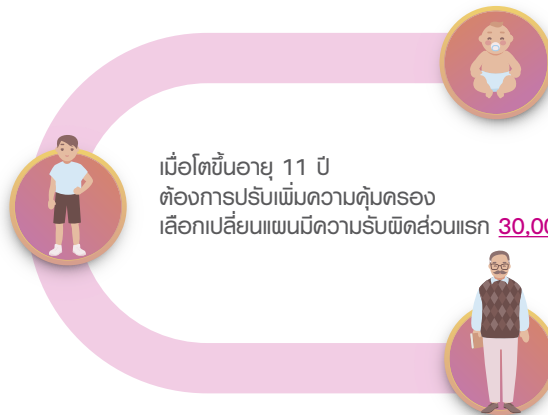 เมื่อโตขึ้นอายุ 11 ปี
ต้องการปรับเพิ่มความคุ้มครอง
เลือกเปลี่ยนแผนมีความรับผิดส่วนแรก